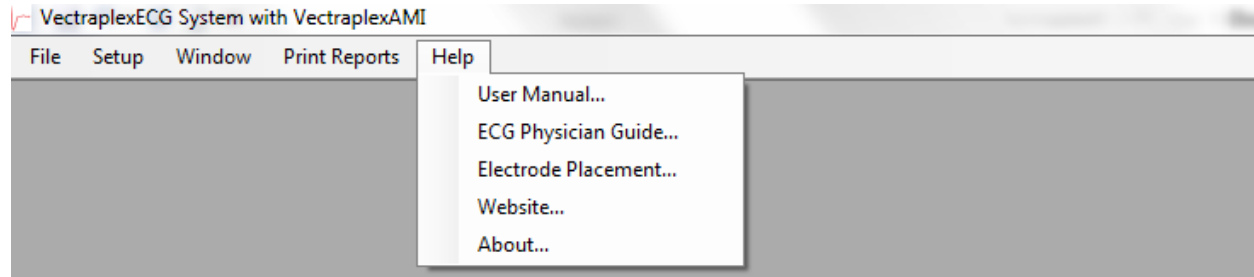 VectraplexECG System with VectraplexAMI
File Setup Window Print Reports Help
User Manual...
ECG Physician Guide...
Electrode Placement...
Website...
About...